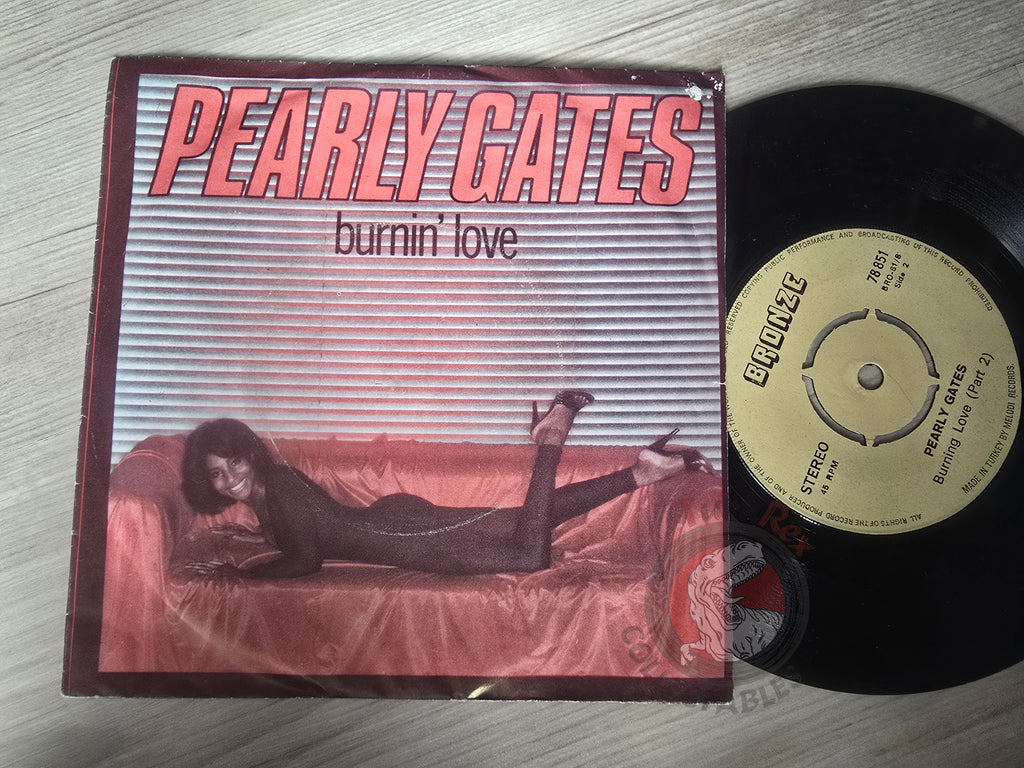 PEARLY GATES
burnin' love
RESERVED COPYING PUBLIC PERFORMANCE AND BROADCASTING OF THIS RECORD PROHIBITED
BRONZE
78 851
BRO-61/B
Side 2
STEREO
45 RPM
PEARLY GATES
Burning Love (Part 2)
MADE IN TURKEY BY MELODI RECORDS.
ALL RIGHTS OF THE RECORD PRODUCER AND OF THE OWNER OF THE
Rex